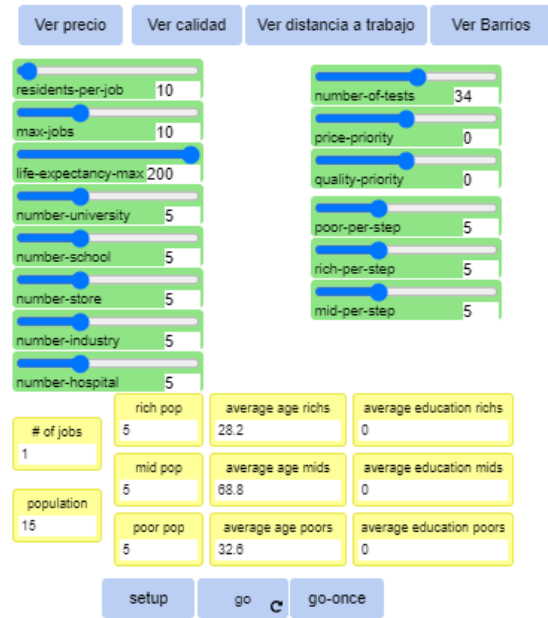 Ver precio Ver calidad Ver distancia a trabajo Ver Barrios
residents-per-job 10
max-jobs 10
life-expectancy-max 200
number-university 5
number-school 5
number-store 5
number-industry 5
number-hospital 5
number-of-tests 34
price-priority 0
quality-priority 0
poor-per-step 5
rich-per-step 5
mid-per-step 5
# of jobs
1
population
15
rich pop
5
mid pop
5
poor pop
5
average age richs
28.2
average age mids
68.8
average age poors
32.6
average education richs
0
average education mids
0
average education poors
0
setup go go-once